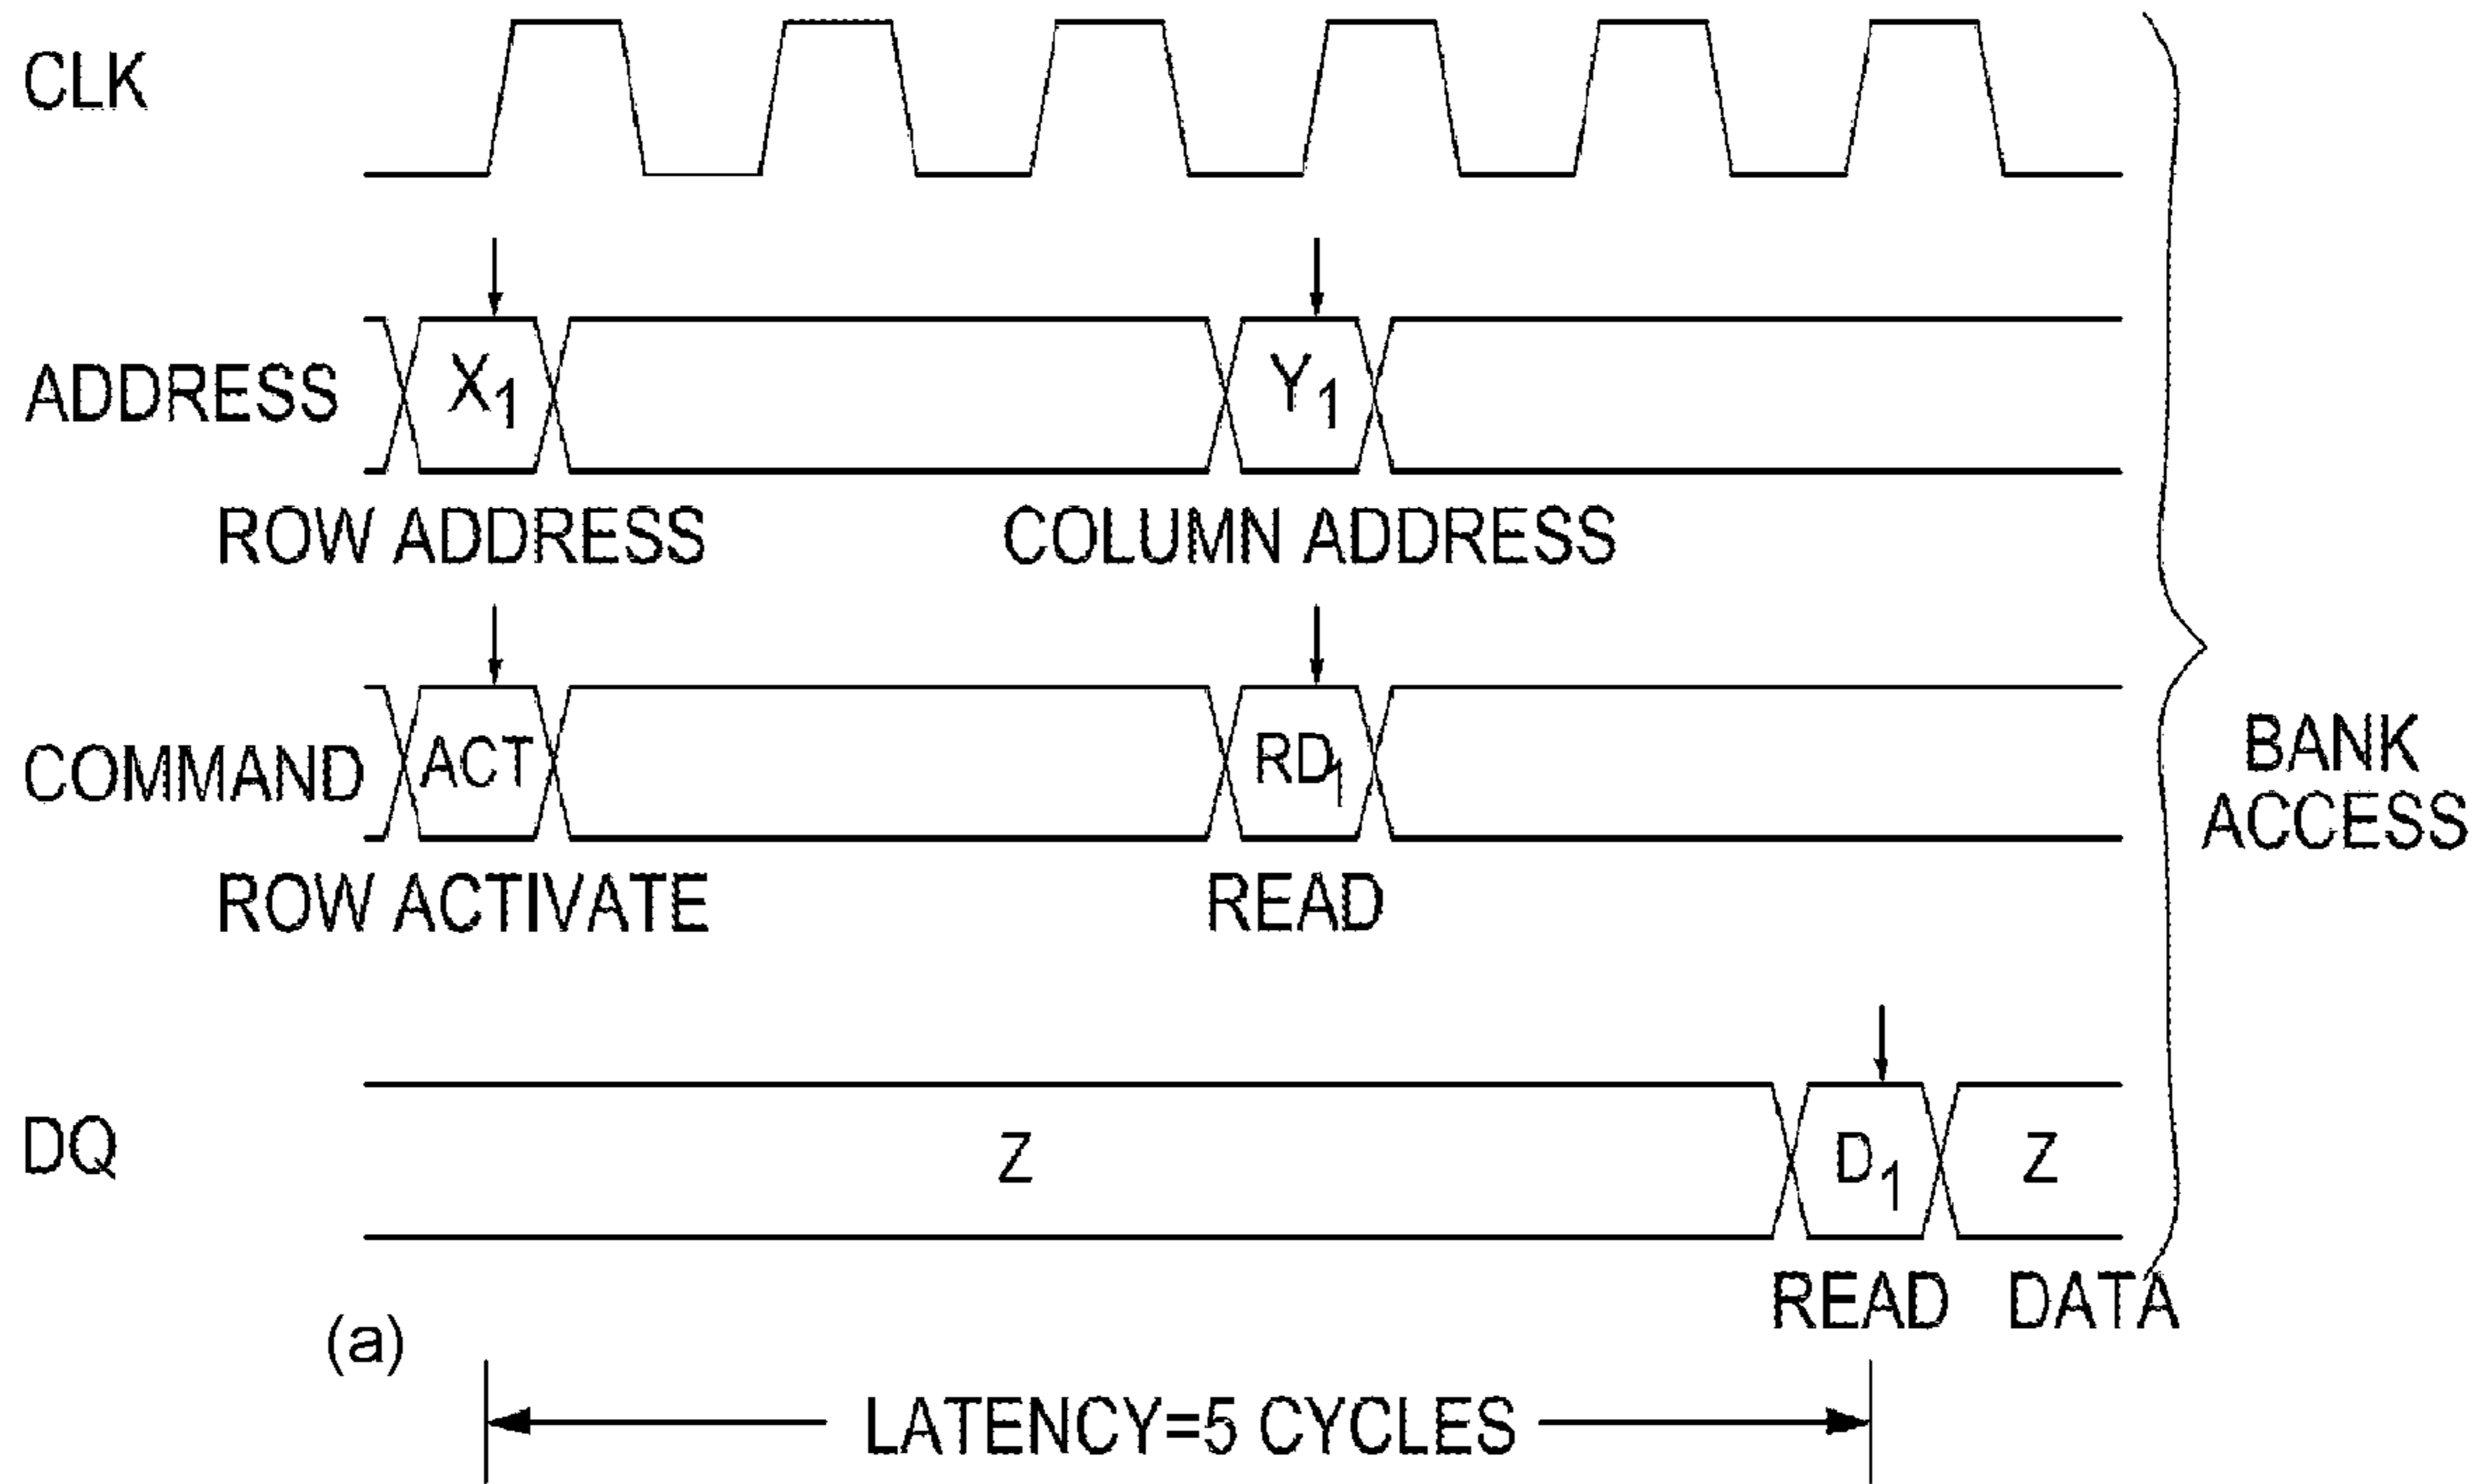 CLK
ADDRESS X1 Y1
ROW ADDRESS COLUMN ADDRESS
COMMAND ACT RD1
BANK
ACCESS
ROW ACTIVATE READ
DQ Z D1 Z
READ DATA
(a)
LATENCY=5 CYCLES